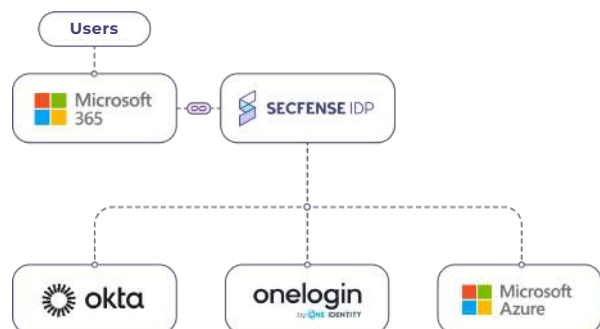 Users
Microsoft
365
SECFENSE IDP
okta
onelogin
by ONE IDENTITY
Microsoft
Azure